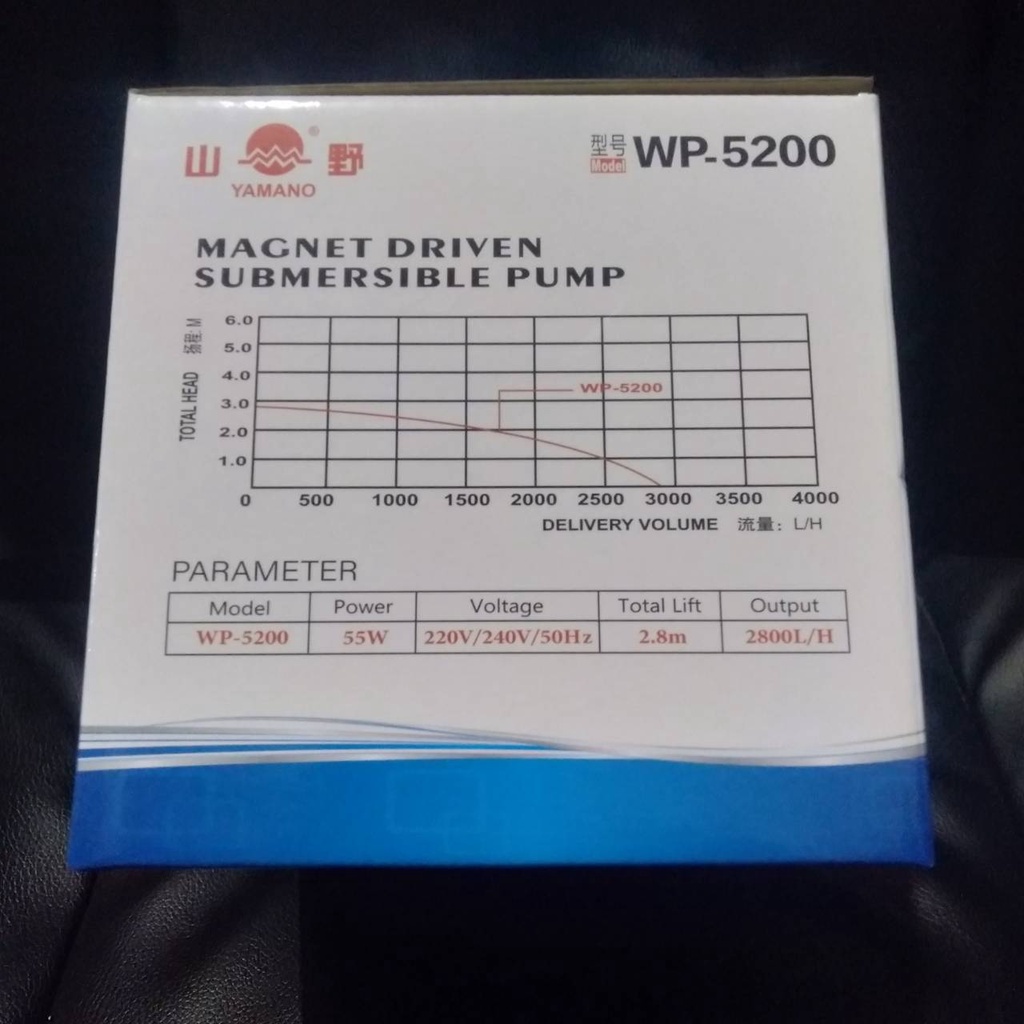 山 ® 野
YAMANO
型号
Model
WP-5200
MAGNET DRIVEN
SUBMERSIBLE PUMP
TOTAL HEAD 扬程: M
6.0
5.0
4.0
3.0
2.0
1.0
WP-5200
0 500 1000 1500 2000 2500 3000 3500 4000
DELIVERY VOLUME 流量: L/H
PARAMETER
Model Power Voltage Total Lift Output
WP-5200 55W 220V/240V/50Hz 2.8m 2800L/H